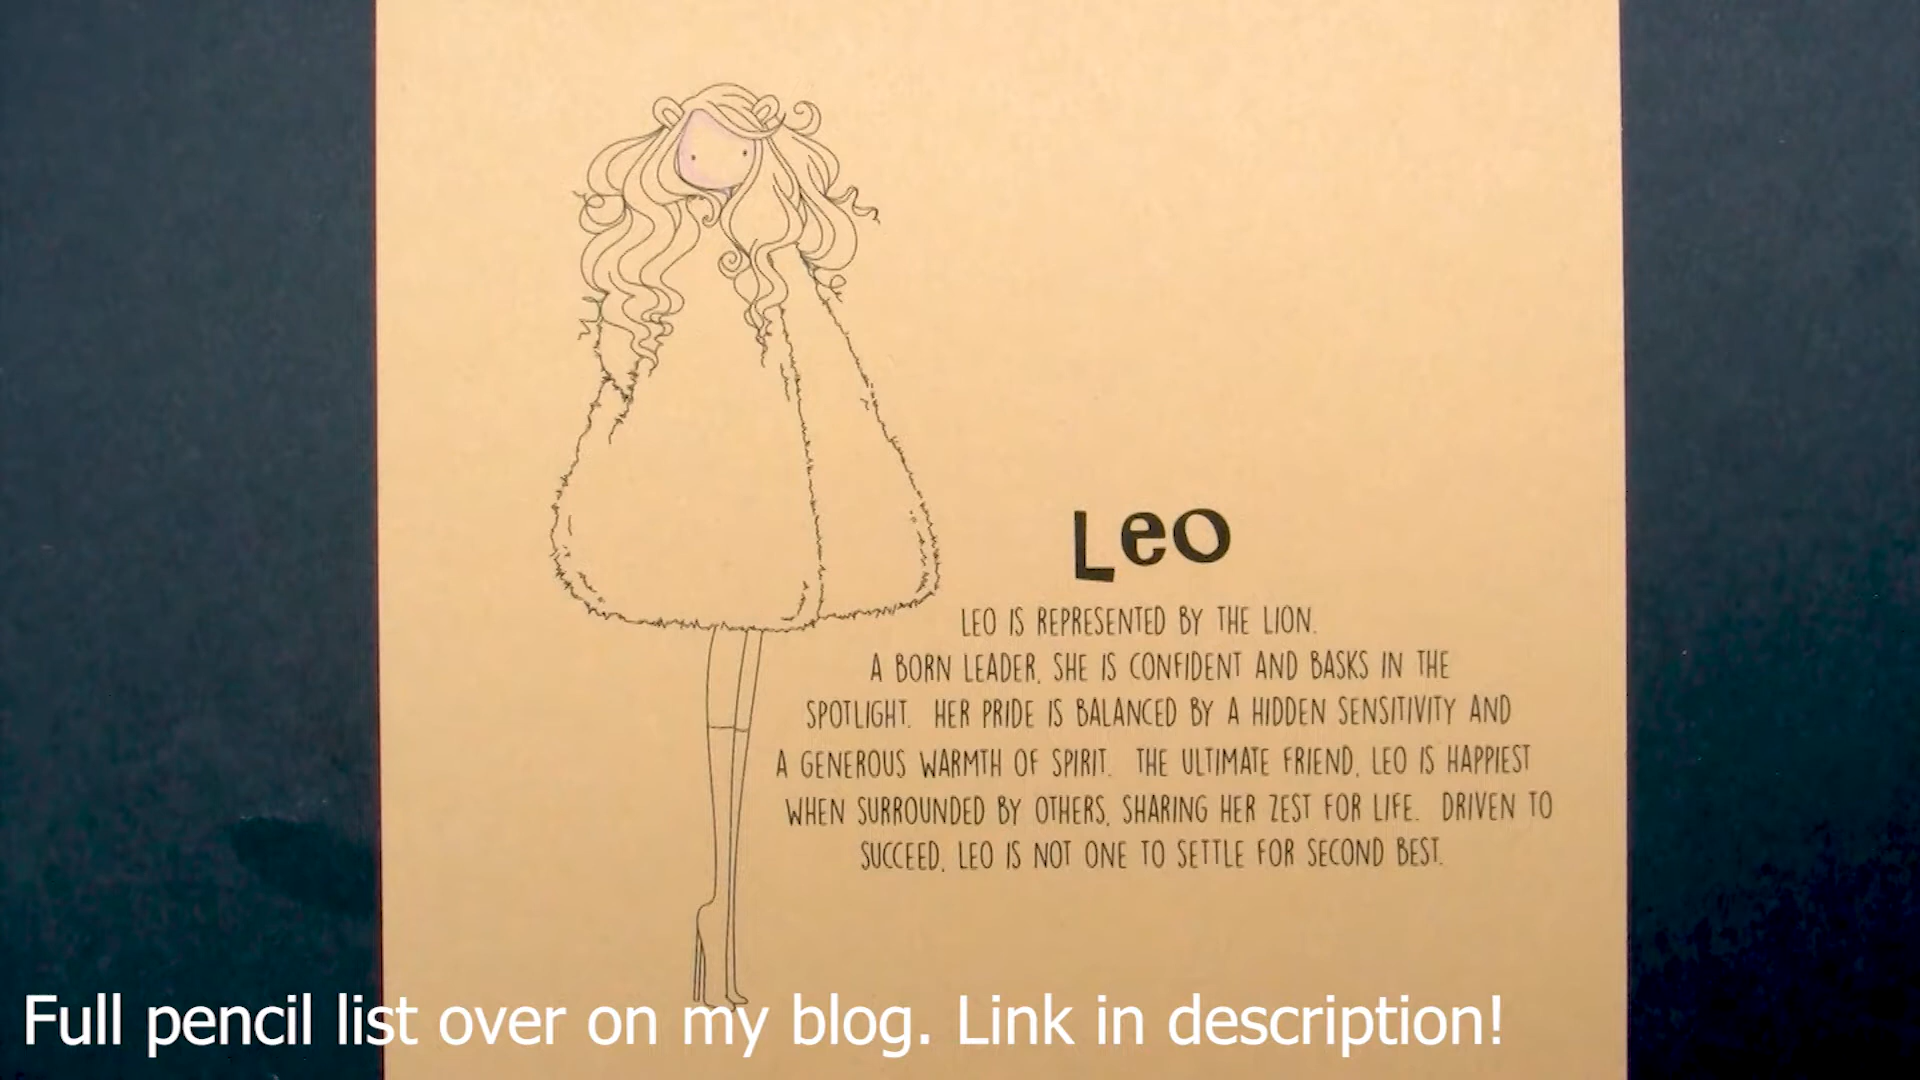 Leo
LEO IS REPRESENTED BY THE LION.
A BORN LEADER, SHE IS CONFIDENT AND BASKS IN THE
SPOTLIGHT. HER PRIDE IS BALANCED BY A HIDDEN SENSITIVITY AND
A GENEROUS WARMTH OF SPIRIT. THE ULTIMATE FRIEND, LEO IS HAPPIEST
WHEN SURROUNDED BY OTHERS, SHARING HER ZEST FOR LIFE. DRIVEN TO
SUCCEED, LEO IS NOT ONE TO SETTLE FOR SECOND BEST.
Full pencil list over on my blog. Link in description!